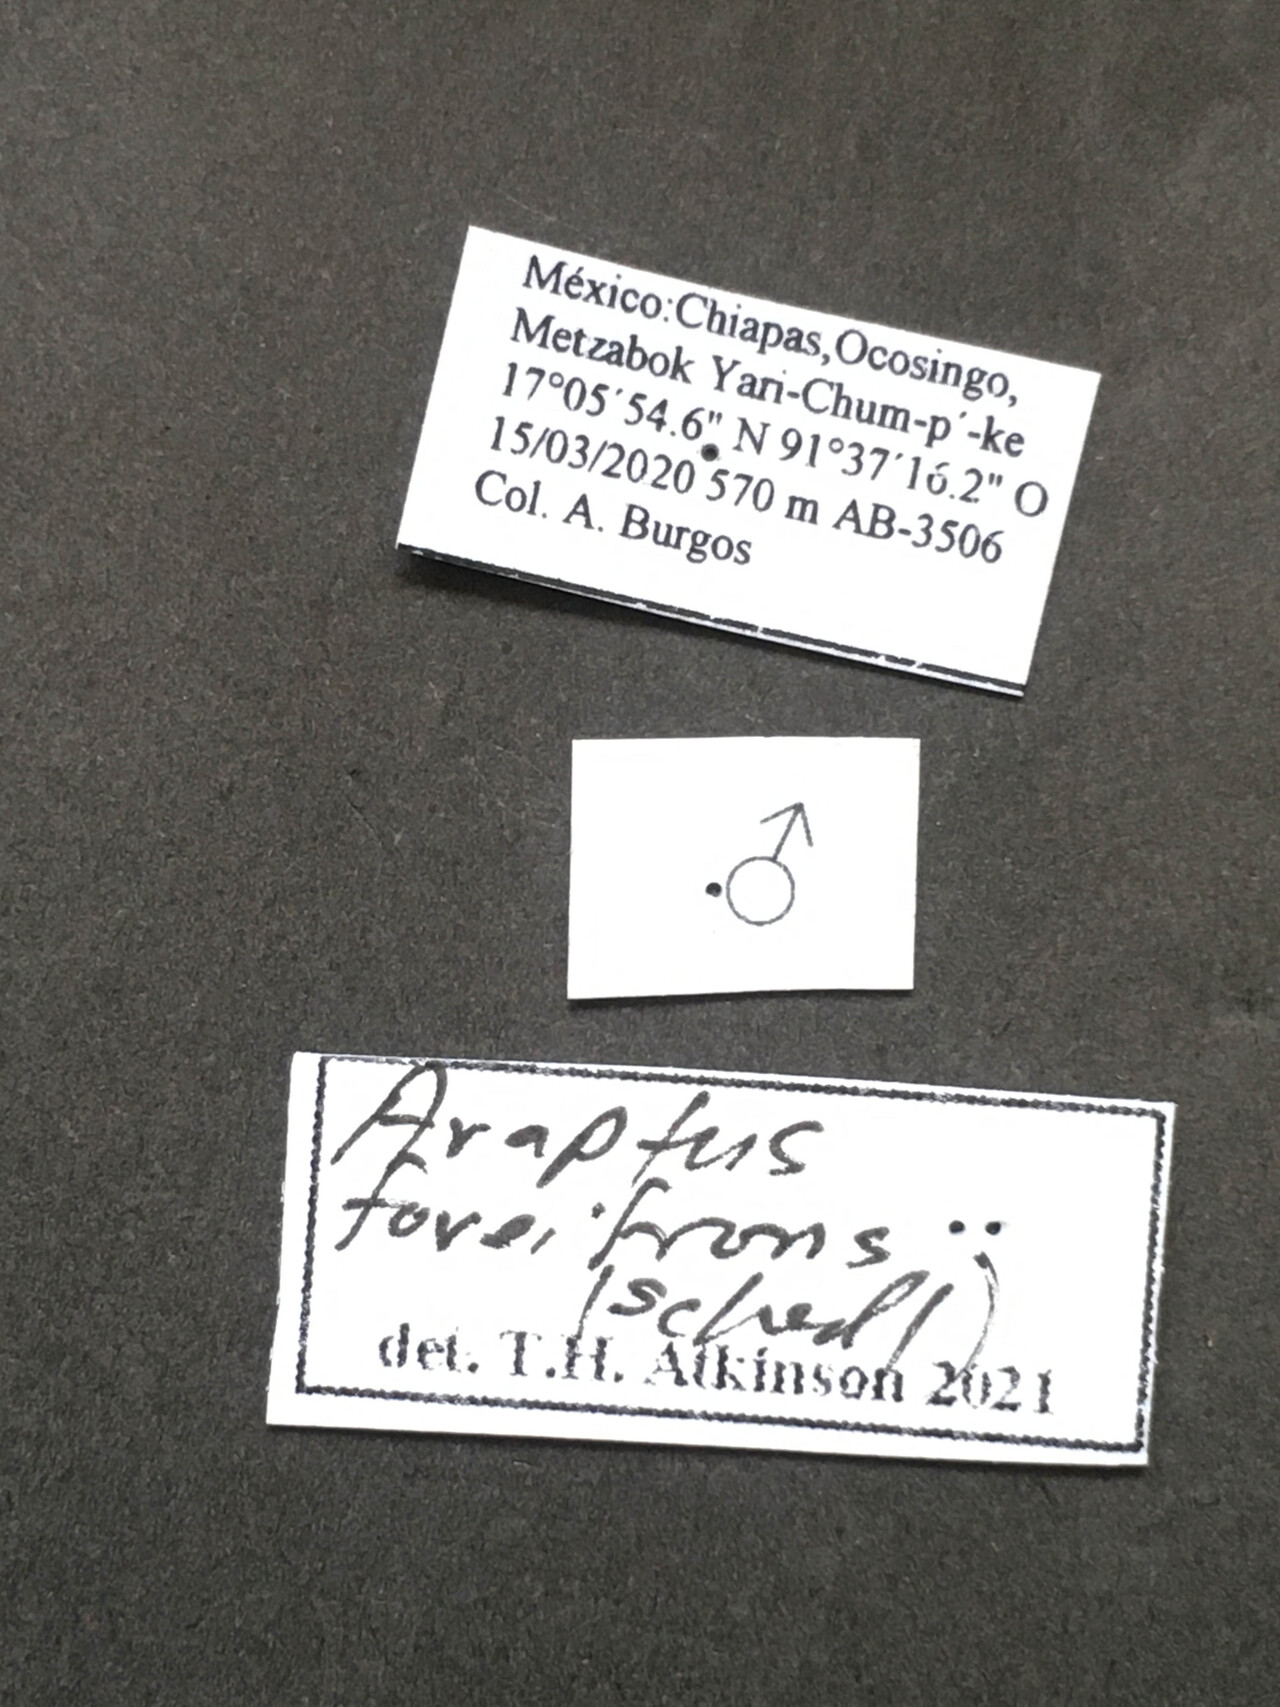 México:Chiapas,Ocosingo,
Metzabok Yari-Chum-p´-ke
17°05´54.6" N 91°37´16.2" O
15/03/2020 570 m AB-3506
Col. A. Burgos
♂
Araptus
foveifrons
(schedl)
det. T.H. Atkinson 2021